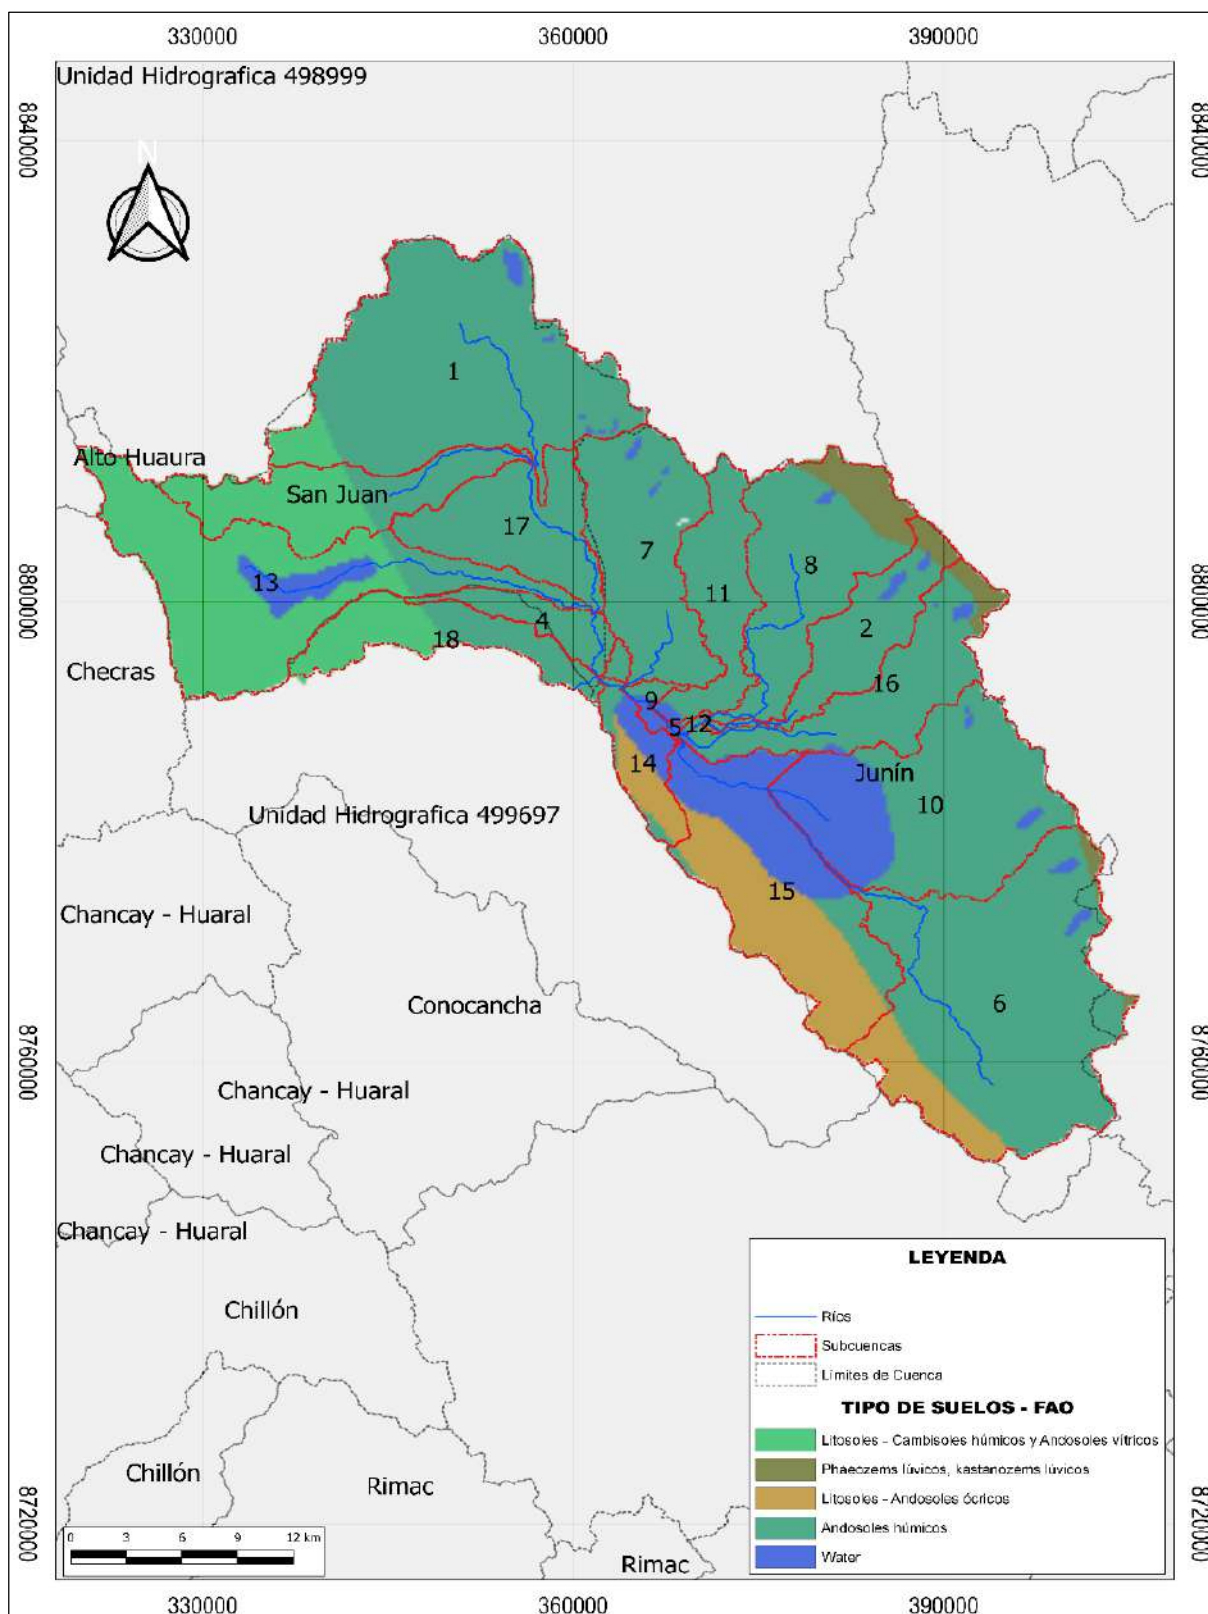 330000 360000 390000
Unidad Hidrografica 498999
8840000 8840000
N
1
Alto Huaura
San Juan
17
7
8
13
11
8800000 8800000
4
2
18
Checras
16
9
5 12
14
Junín
10
Unidad Hidrografica 499697
15
Chancay - Huaral
Conocancha
6
8760000 8760000
Chancay - Huaral
Chancay - Huaral
Chancay - Huaral
Chillón
Chillón
Rimac
8720000 8720000
Rimac
0 3 6 9 12 km
LEYENDA
Ríos
Subcuencas
Límites de Cuenca
TIPO DE SUELOS - FAO
Litosoles - Cambisoles húmicos y Andosoles vítricos
Phaeozems lúvicos, kastanozems lúvicos
Litosoles - Andosoles ócricos
Andosoles húmicos
Water
330000 360000 390000